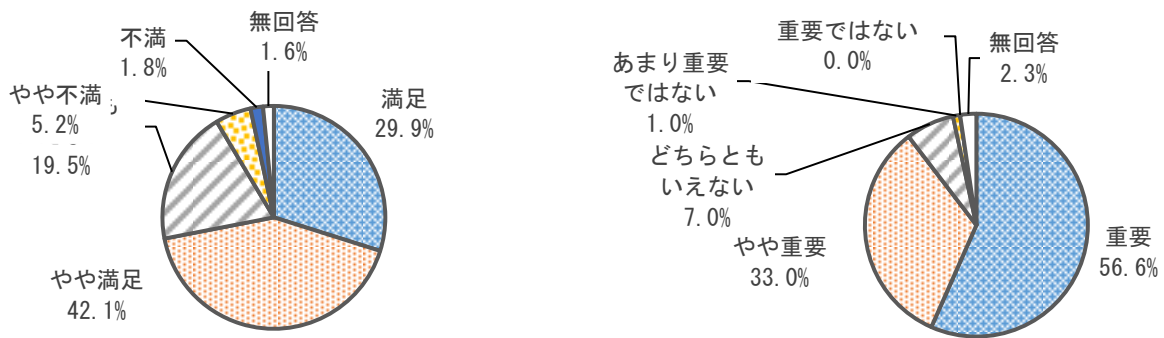 不満
1.8%
無回答
1.6%
やや不満
5.2%
19.5%
満足
29.9%
やや満足
42.1%
重要ではない
0.0%
無回答
2.3%
あまり重要
ではない
1.0%
どちらとも
いえない
7.0%
やや重要
33.0%
重要
56.6%